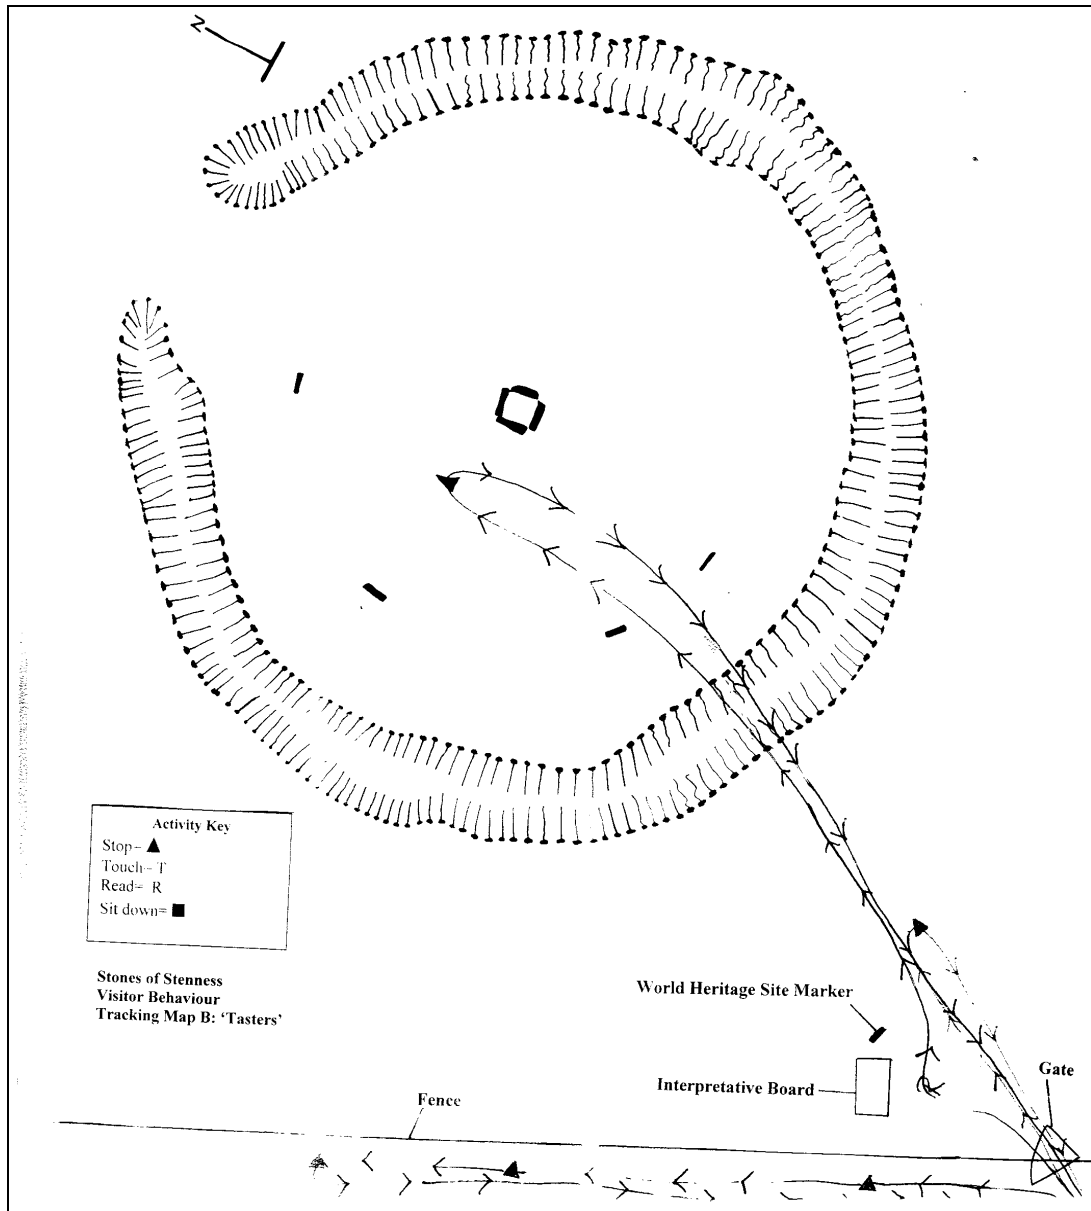 N
Activity Key
Stop= ▲
Touch= T
Read= R
Sit down= ■
Stones of Stenness
Visitor Behaviour
Tracking Map B: ‘Tasters’
World Heritage Site Marker
Gate
Interpretative Board
R
Fence